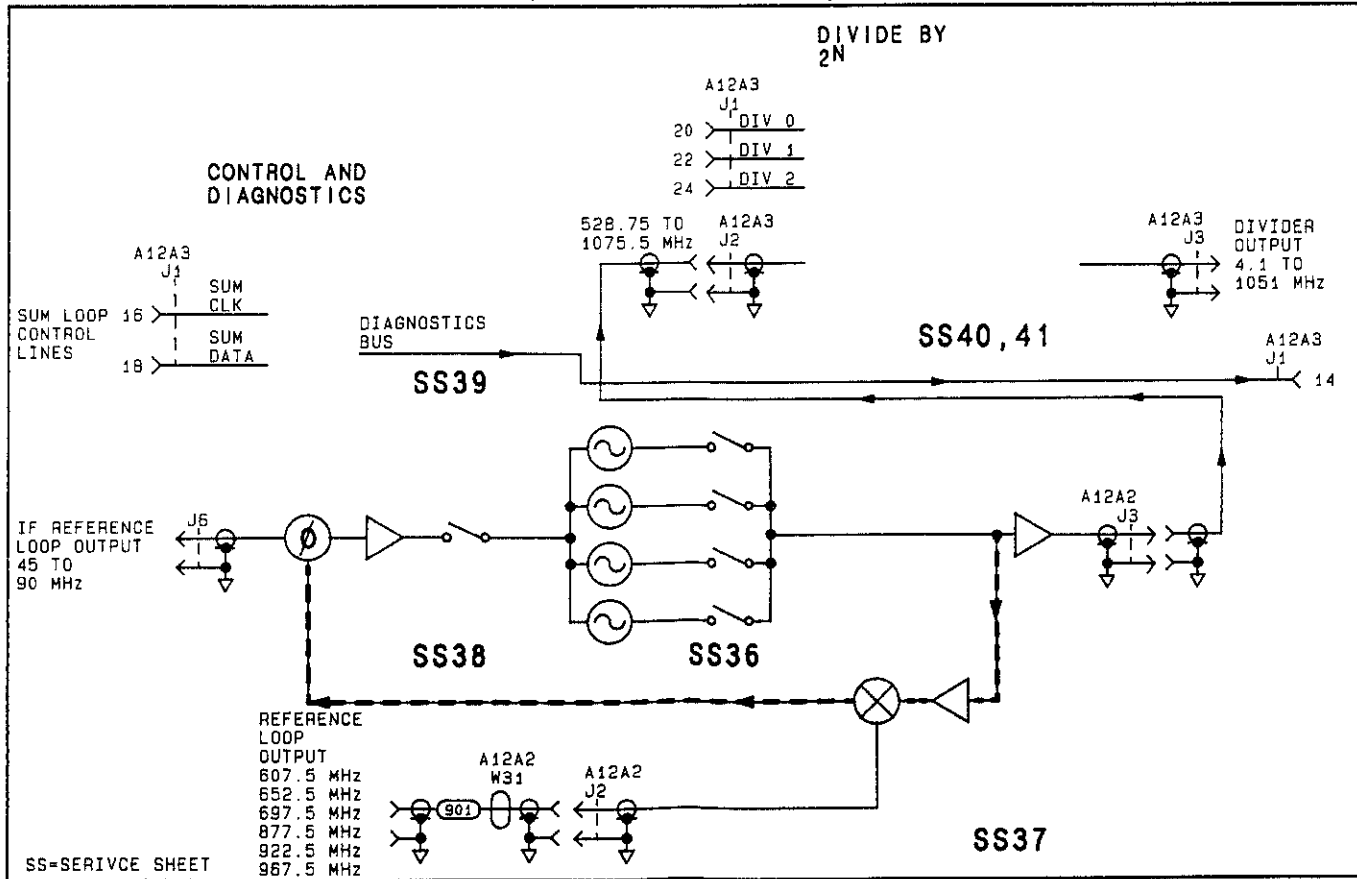 DIVIDE BY
2N
A12A3
J1
20 DIV 0
22 DIV 1
24 DIV 2
CONTROL AND
DIAGNOSTICS
528.75 TO
1075.5 MHz
A12A3
J2
A12A3
J3
DIVIDER
OUTPUT
4.1 TO
1051 MHz
A12A3
J1
SUM LOOP
CONTROL
LINES
16
SUM
CLK
18
SUM
DATA
DIAGNOSTICS
BUS
SS39
SS40,41
A12A3
J1
14
IF REFERENCE
LOOP OUTPUT
45 TO
90 MHz
J6
ϕ
A12A2
J3
SS38
SS36
REFERENCE
LOOP
OUTPUT
607.5 MHz
652.5 MHz
697.5 MHz
877.5 MHz
922.5 MHz
967.5 MHz
901
A12A2
W31
A12A2
J2
SS37
SS=SERIVCE SHEET